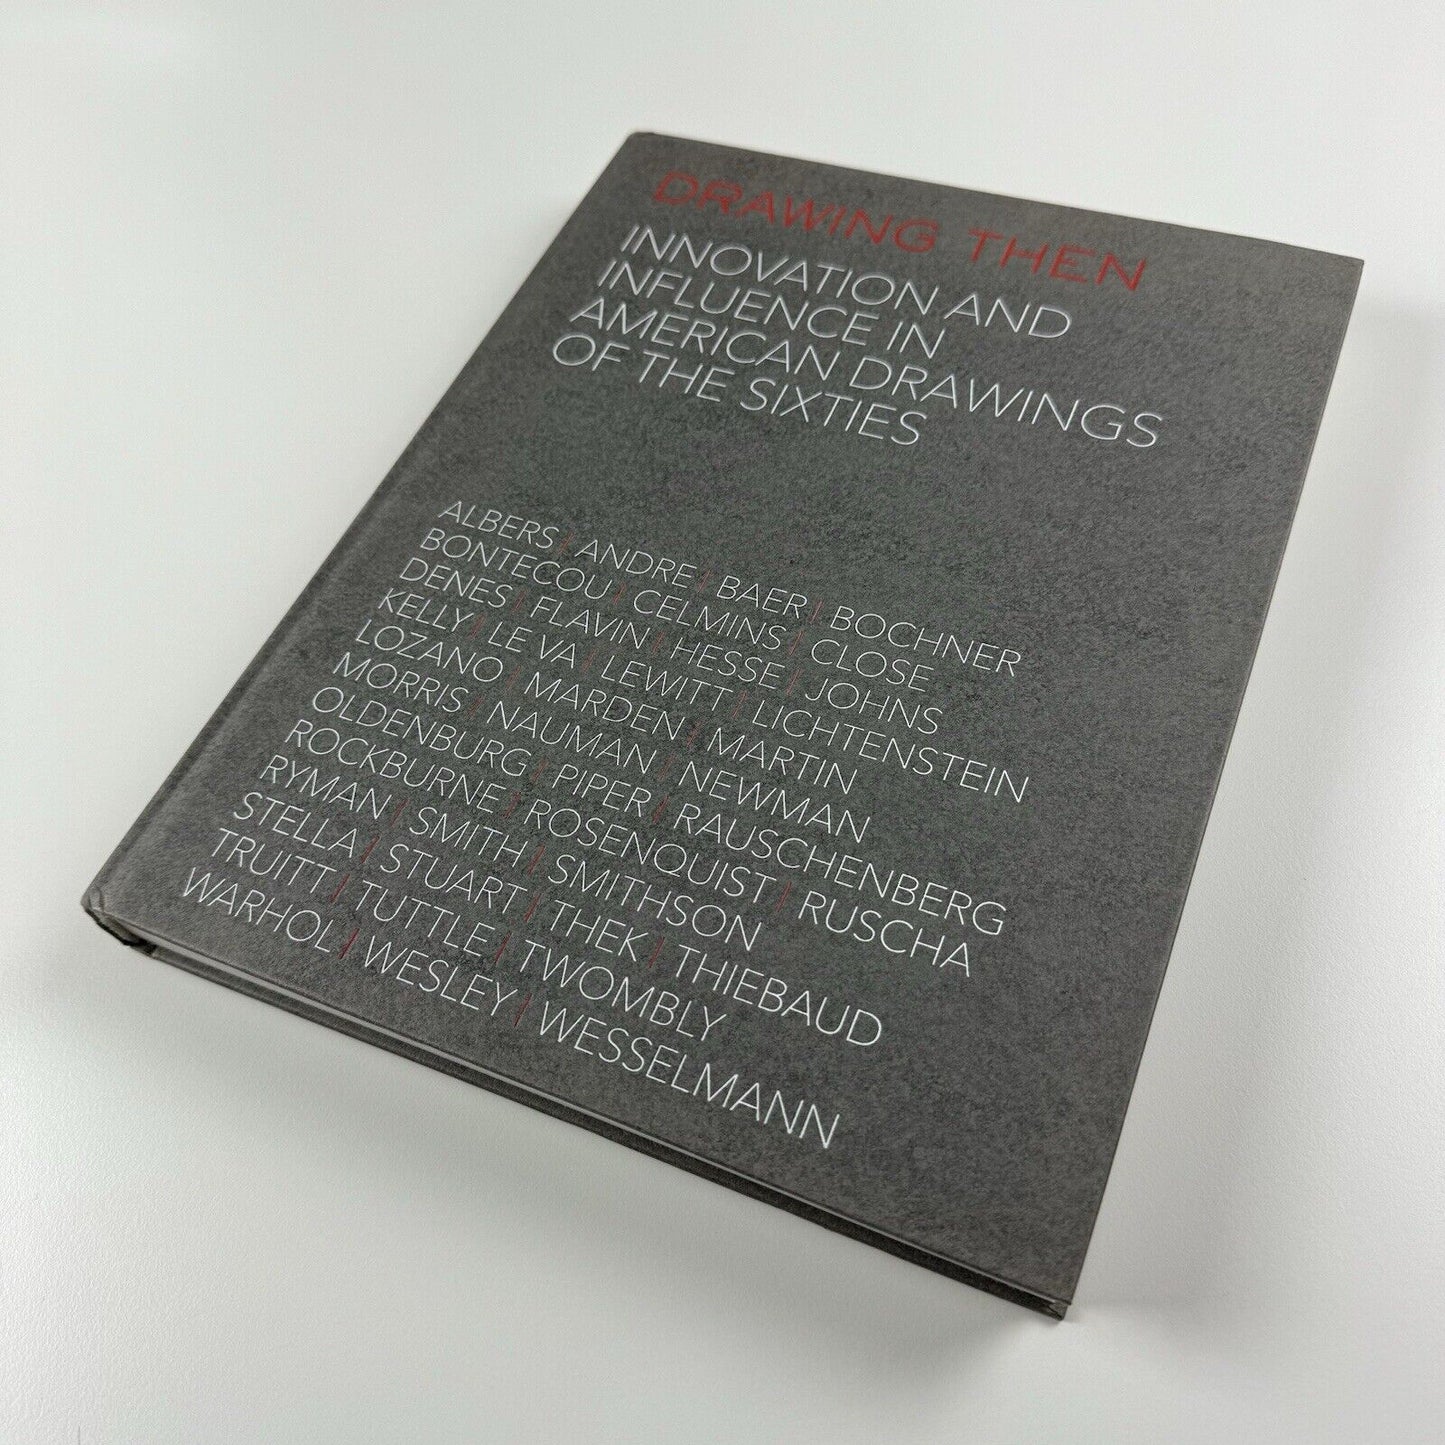 DRAWING THEN
INNOVATION AND
INFLUENCE IN
AMERICAN DRAWINGS
OF THE SIXTIES
ALBERS / ANDRE / BAER / BOCHNER
BONTECOU / CELMINS / CLOSE
DENES / FLAVIN / HESSE / JOHNS
KELLY / LE VA / LEWITT / LICHTENSTEIN
LOZANO / MARDEN / MARTIN
MORRIS / NAUMAN / NEWMAN
OLDENBURG / PIPER / RAUSCHENBERG
ROCKBURNE / ROSENQUIST / RUSCHA
RYMAN / SMITH / SMITHSON
STELLA / STUART / THEK / THIEBAUD
TRUITT / TUTTLE / TWOMBLY
WARHOL / WESLEY / WESSELMANN